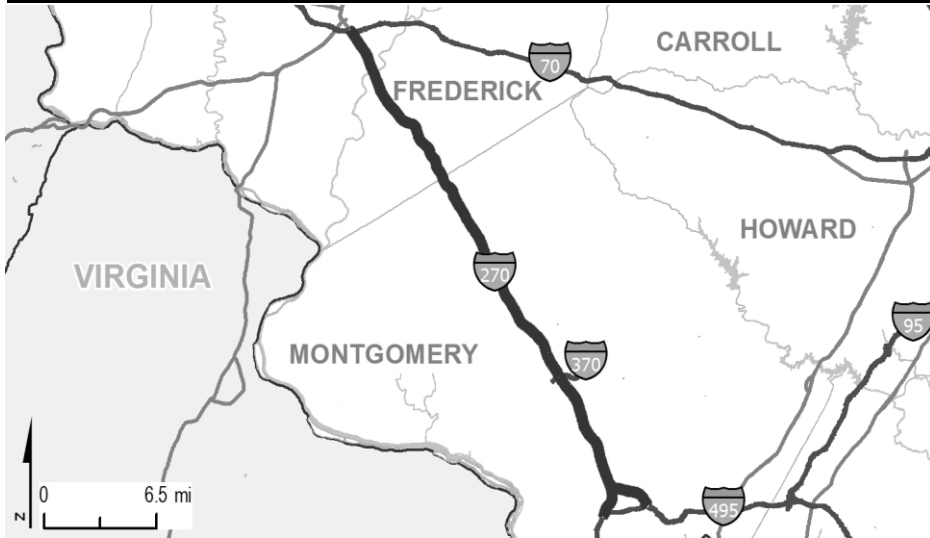 CARROLL
70
FREDERICK
HOWARD
VIRGINIA
270
95
MONTGOMERY
370
0 6.5 mi
N
495